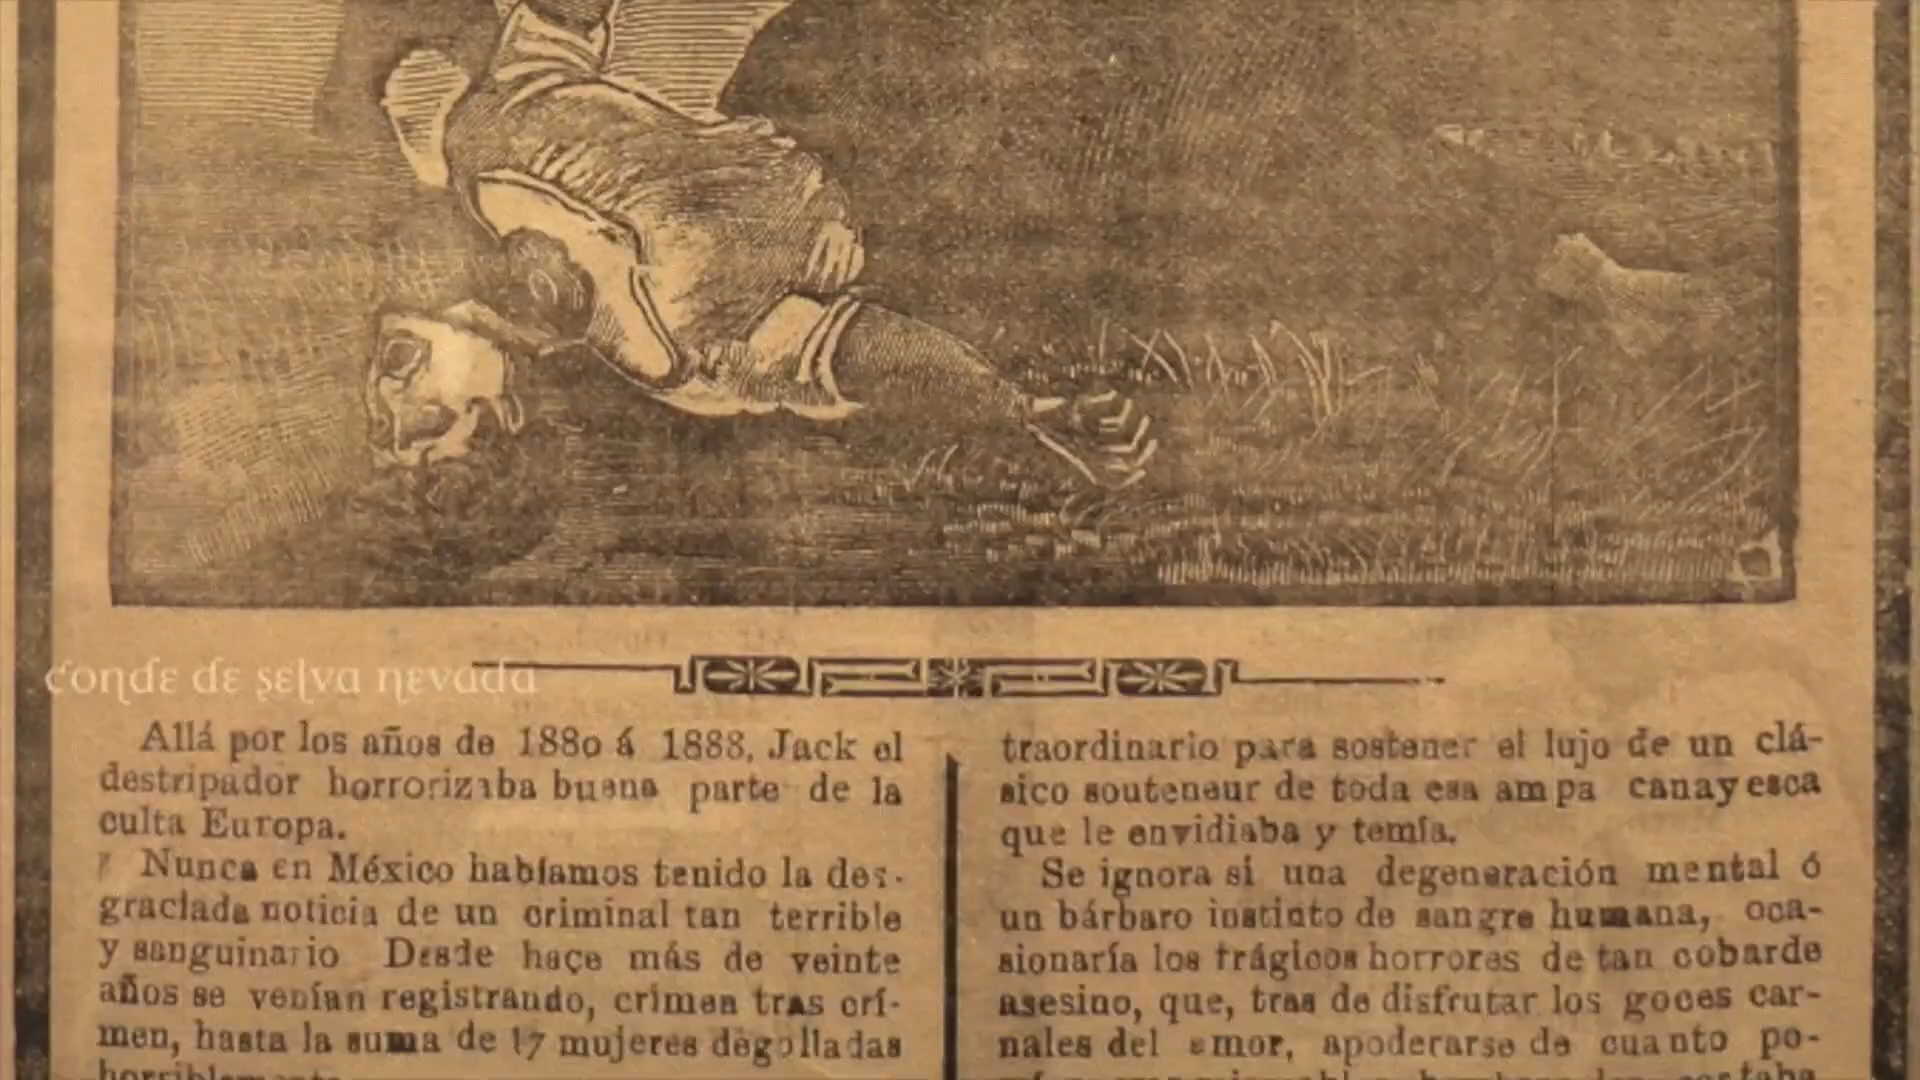 conde de selva nevada
Allá por los años de 1880 á 1888, Jack el
destripador horrorizaba buena parte de la
culta Europa.
Nunca en México habíamos tenido la des-
graciada noticia de un criminal tan terrible
y sanguinario Desde haçe más de veinte
años se venían registrando, crimen tras crí-
men, hasta la suma de 17 mujeres degolladas
horriblemente
traordinario para sostener el lujo de un clá-
sico souteneur de toda esa ampa canayesca
que le envidiaba y temía.
Se ignora si una degeneración mental ó
un bárbaro instinto de sangre humana, oca-
sionaría los trágicos horrores de tan cobarde
asesino, que, tras de disfrutar los goces car-
nales del amor, apoderarse de cuanto po-
cortaba